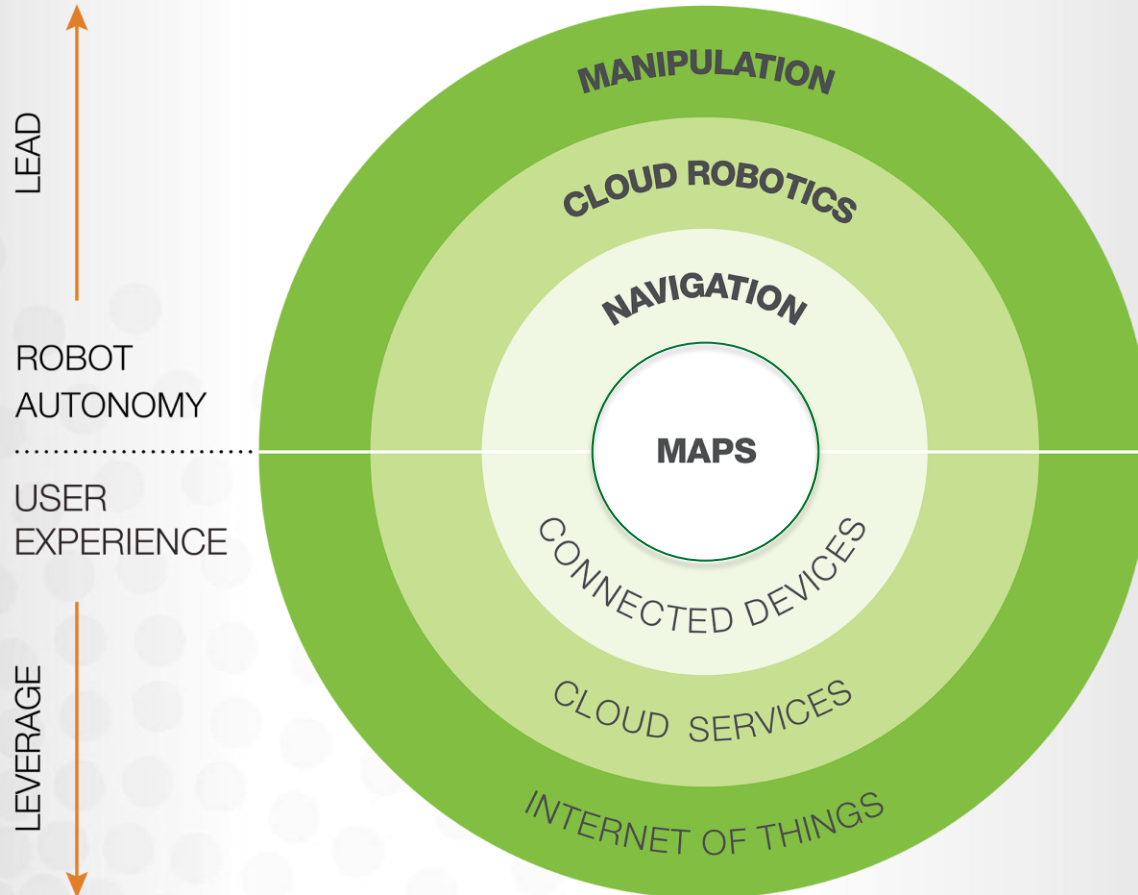 LEAD
ROBOT
AUTONOMY
USER
EXPERIENCE
LEVERAGE
MANIPULATION
CLOUD ROBOTICS
NAVIGATION
MAPS
CONNECTED DEVICES
CLOUD SERVICES
INTERNET OF THINGS